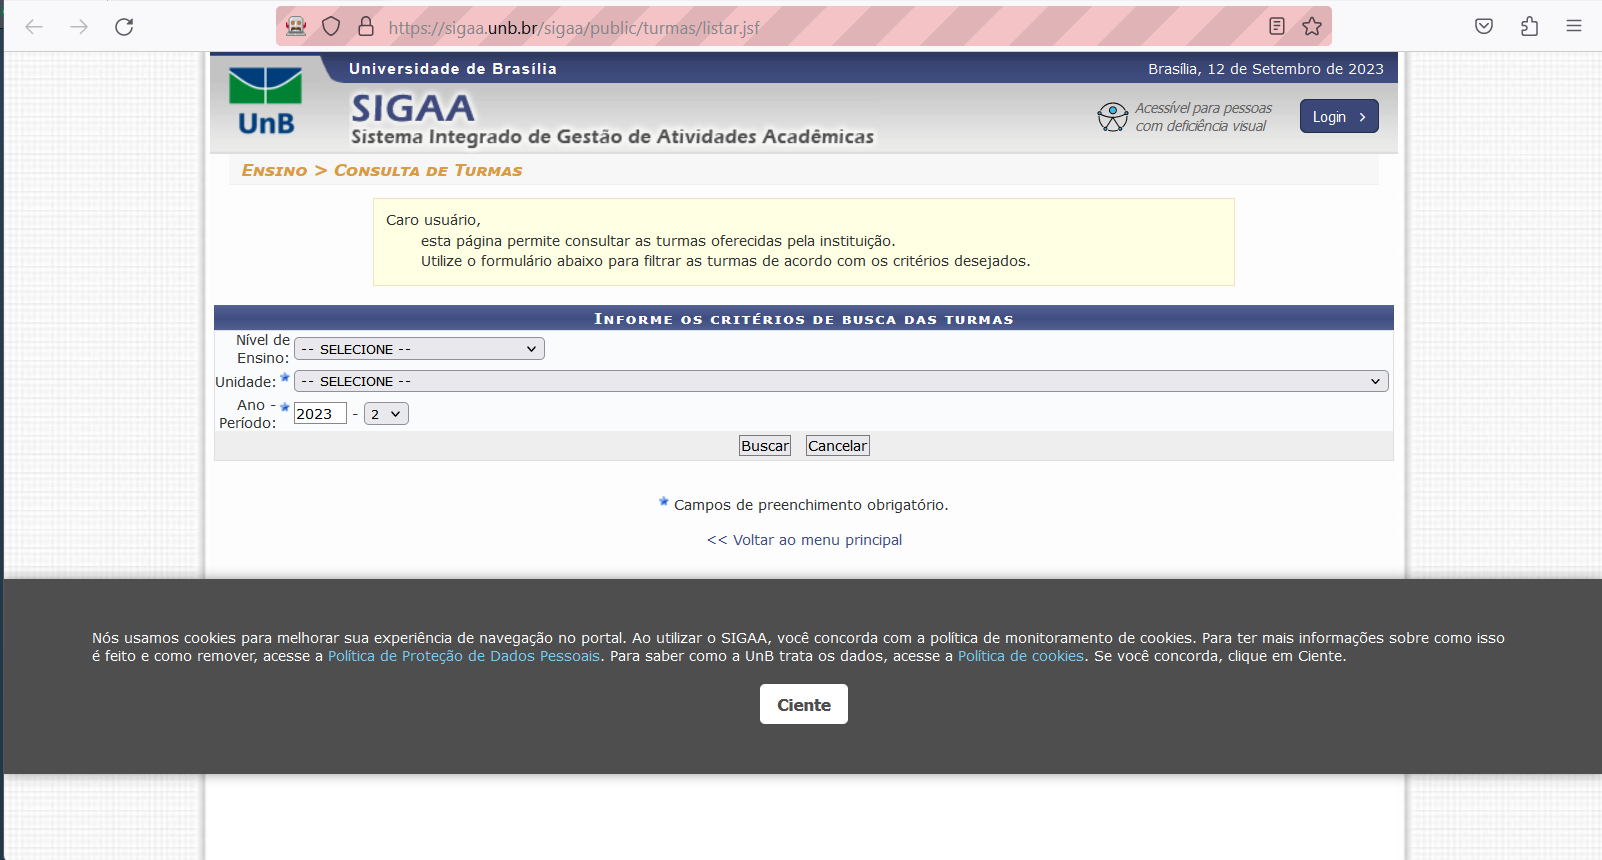 https://sigaa.unb.br/sigaa/public/turmas/listar.jsf
Universidade de Brasília
Brasília, 12 de Setembro de 2023
UnB
SIGAA
Sistema Integrado de Gestão de Atividades Acadêmicas
Acessível para pessoas
com deficiência visual
Login >
Ensino > Consulta de Turmas
Caro usuário,
esta página permite consultar as turmas oferecidas pela instituição.
Utilize o formulário abaixo para filtrar as turmas de acordo com os critérios desejados.
Informe os critérios de busca das turmas
Nível de
Ensino: -- SELECIONE --
Unidade: -- SELECIONE --
Ano -
Período: 2023 - 2
Buscar Cancelar
Campos de preenchimento obrigatório.
<< Voltar ao menu principal
Nós usamos cookies para melhorar sua experiência de navegação no portal. Ao utilizar o SIGAA, você concorda com a política de monitoramento de cookies. Para ter mais informações sobre como isso
é feito e como remover, acesse a Política de Proteção de Dados Pessoais. Para saber como a UnB trata os dados, acesse a Política de cookies. Se você concorda, clique em Ciente.
Ciente